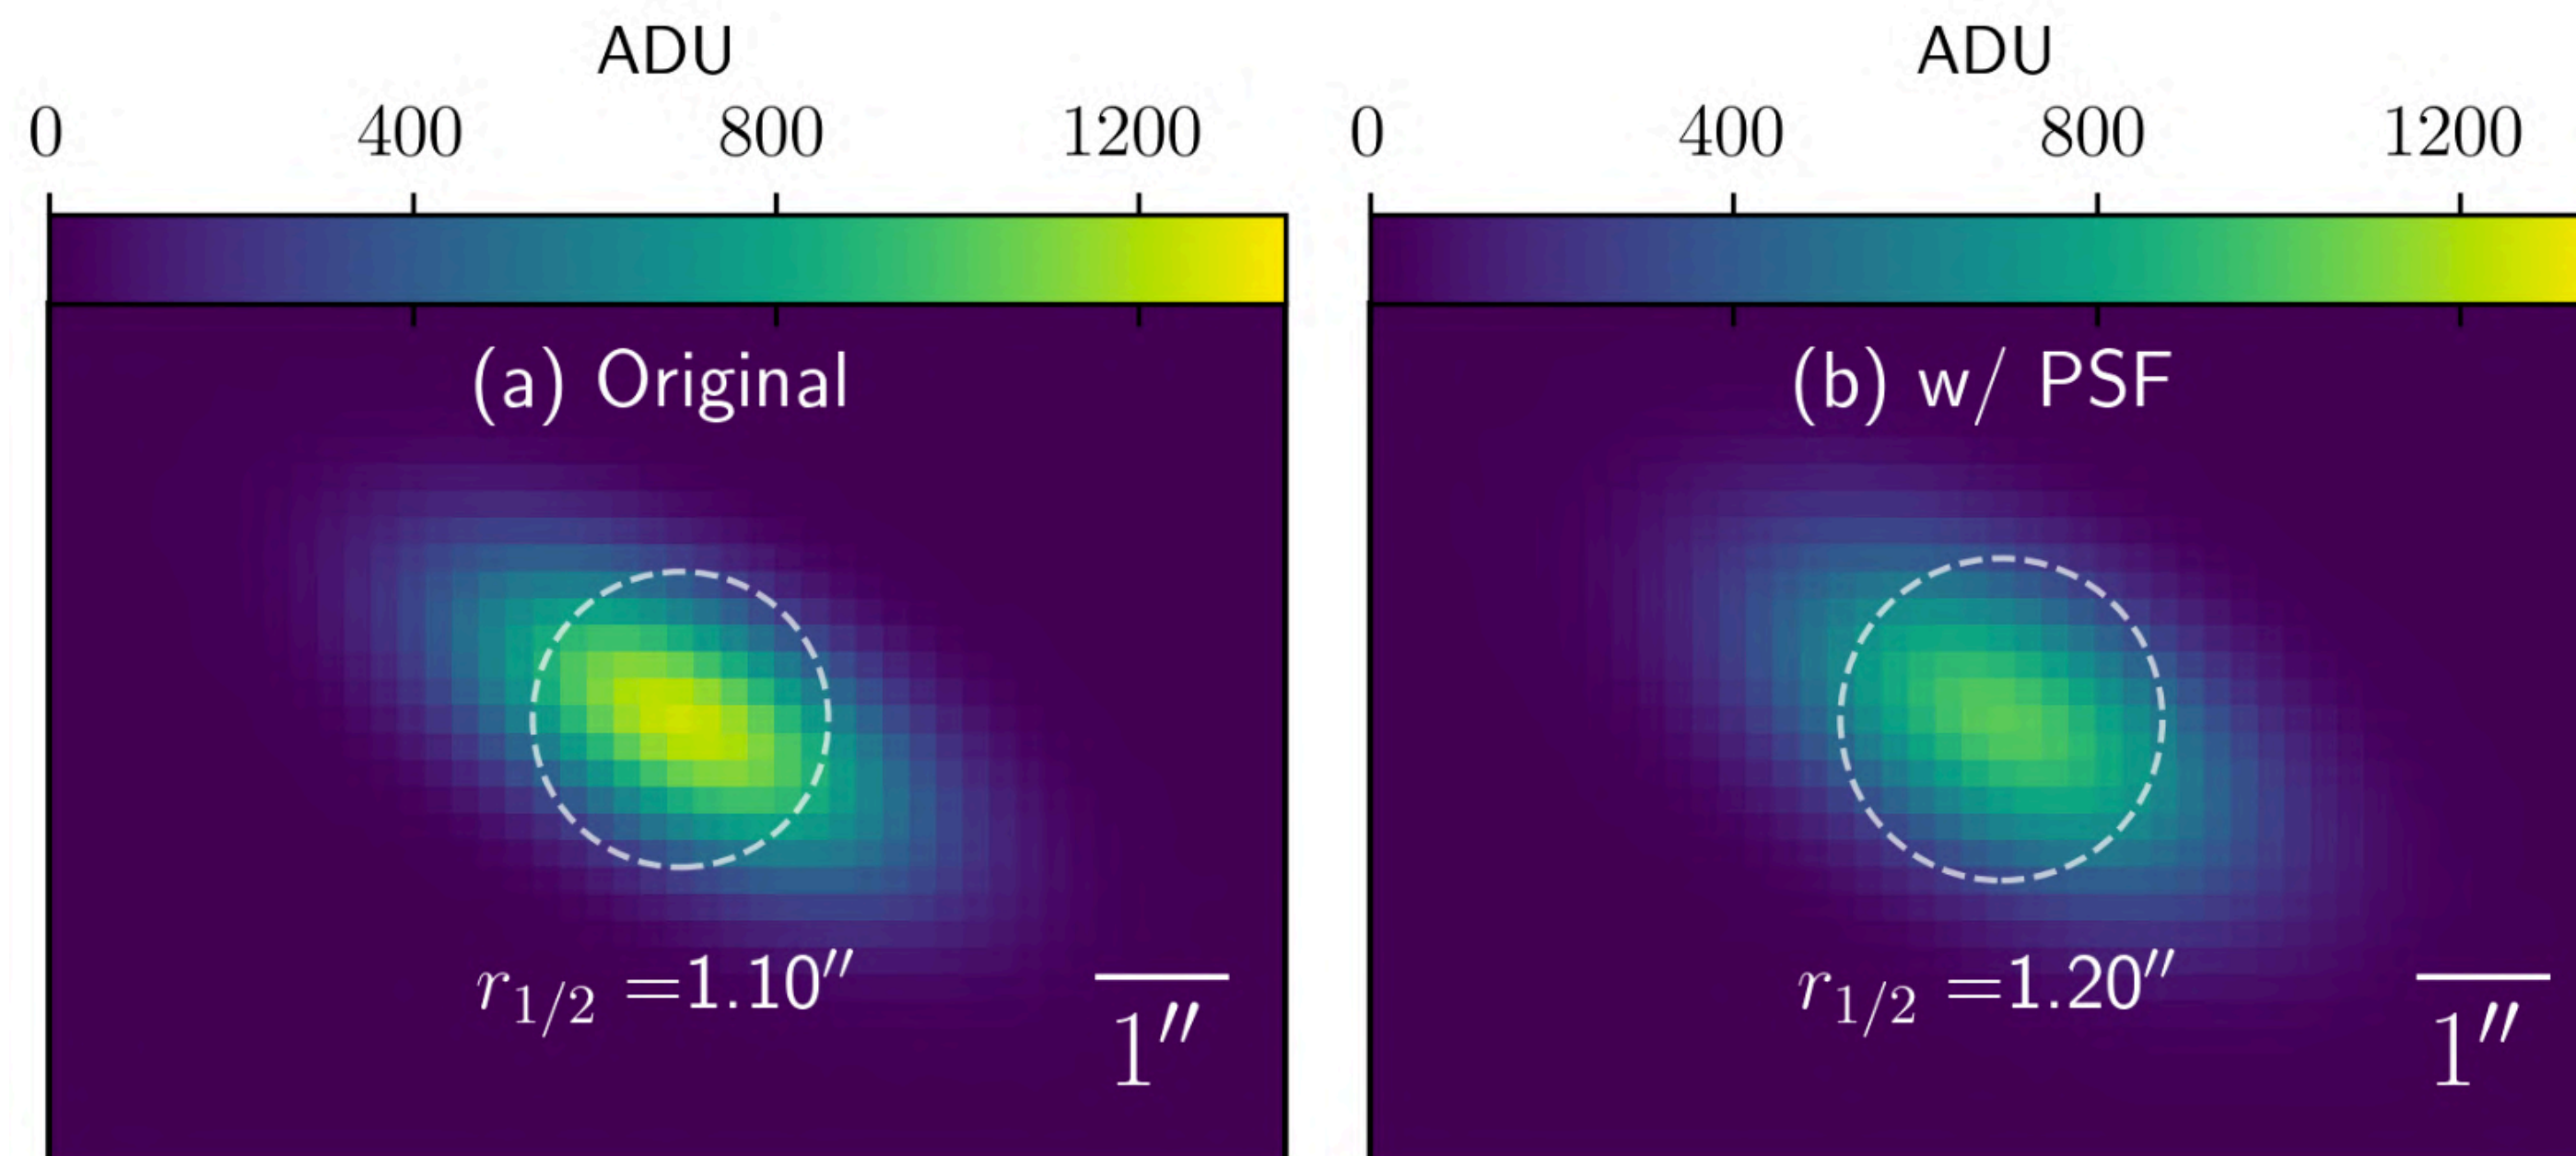 ADU
0 400 800 1200
(a) Original
r1/2 =1.10″
1″
ADU
0 400 800 1200
(b) w/ PSF
r1/2 =1.20″
1″